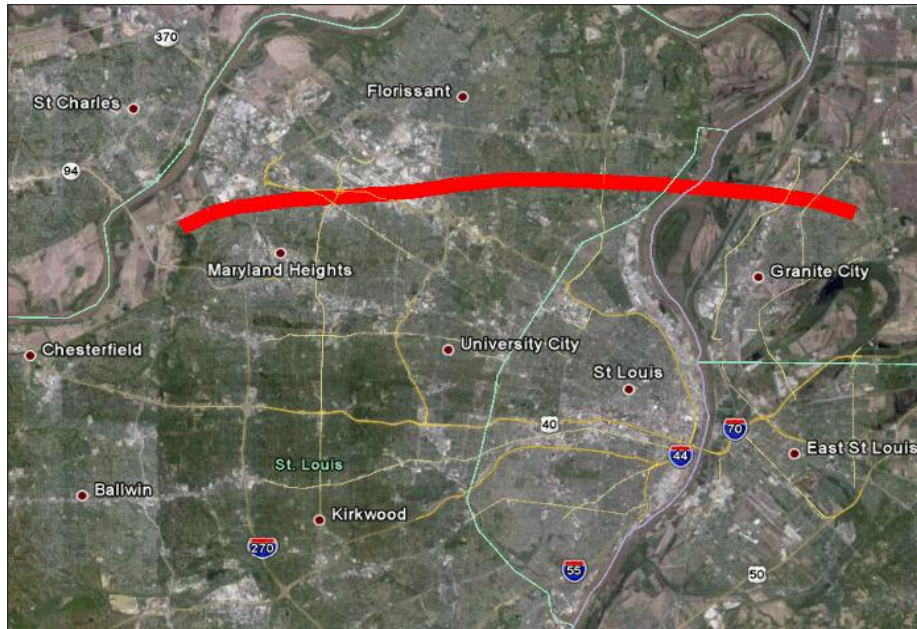 370
Florissant
St Charles
94
Maryland Heights
Granite City
Chesterfield
University City
St Louis
40
70
44
East St Louis
St. Louis
Ballwin
Kirkwood
270
55
50